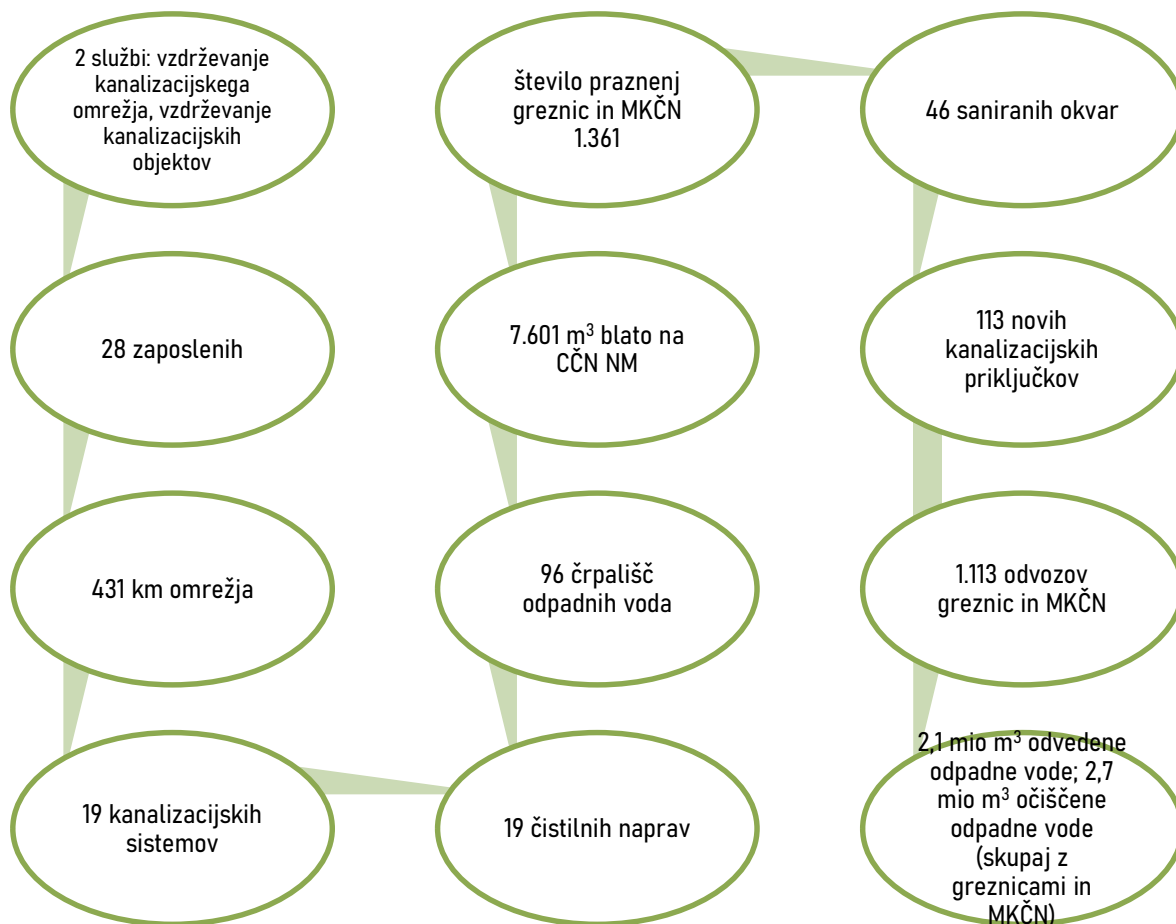 2 službi: vzdrževanje
kanalizacijskega
omrežja, vzdrževanje
kanalizacijskih
objektov
28 zaposlenih
431 km omrežja
19 kanalizacijskih
sistemov
19 čistilnih naprav
96 črpališč
odpadnih voda
7.601 m³ blato na
CČN NM
število praznenj
greznic in MKČN
1.361
46 saniranih okvar
113 novih
kanalizacijskih
priključkov
1.113 odvozov
greznic in MKČN
2,1 mio m³ odvedene
odpadne vode; 2,7
mio m³ očiščene
odpadne vode
(skupaj z
greznicami in
MKČN)